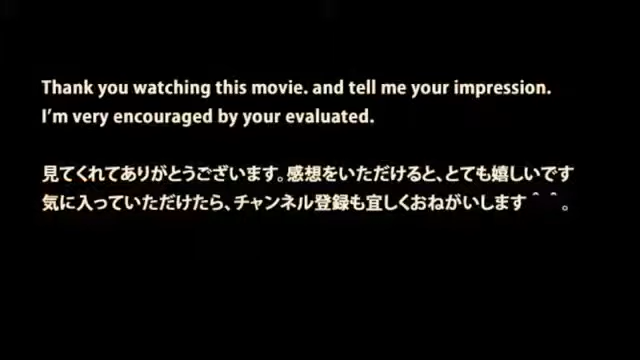 Thank you watching this movie. and tell me your impression.
I'm very encouraged by your evaluated.
見てくれてありがとうございます。感想をいただけると、とても嬉しいです
気に入っていただけたら、チャンネル登録も宜しくおねがいします＾＾。